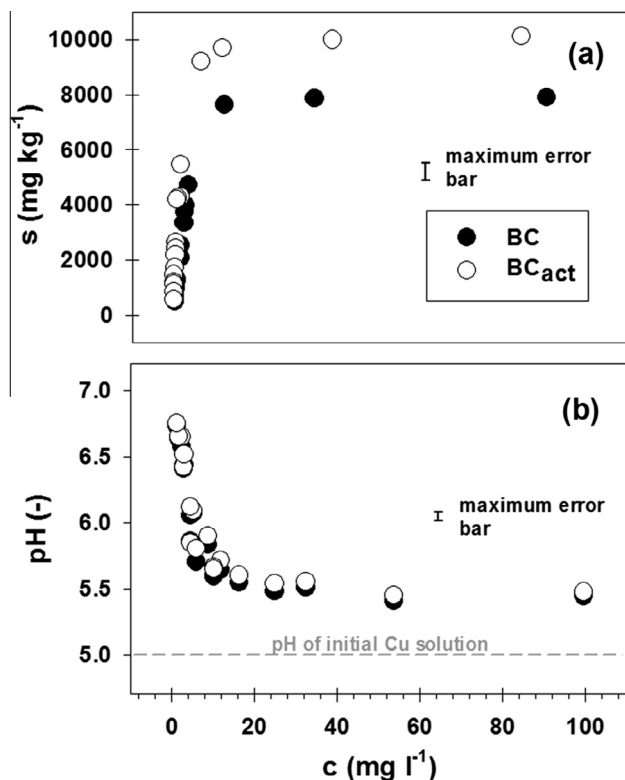 (a)
10000
8000
6000
4000
2000
0
s (mg kg-1)
maximum error
bar
BC
BCact
(b)
7.0
6.5
6.0
5.5
5.0
pH (-)
maximum error
bar
pH of initial Cu solution
0 20 40 60 80 100
c (mg l-1)